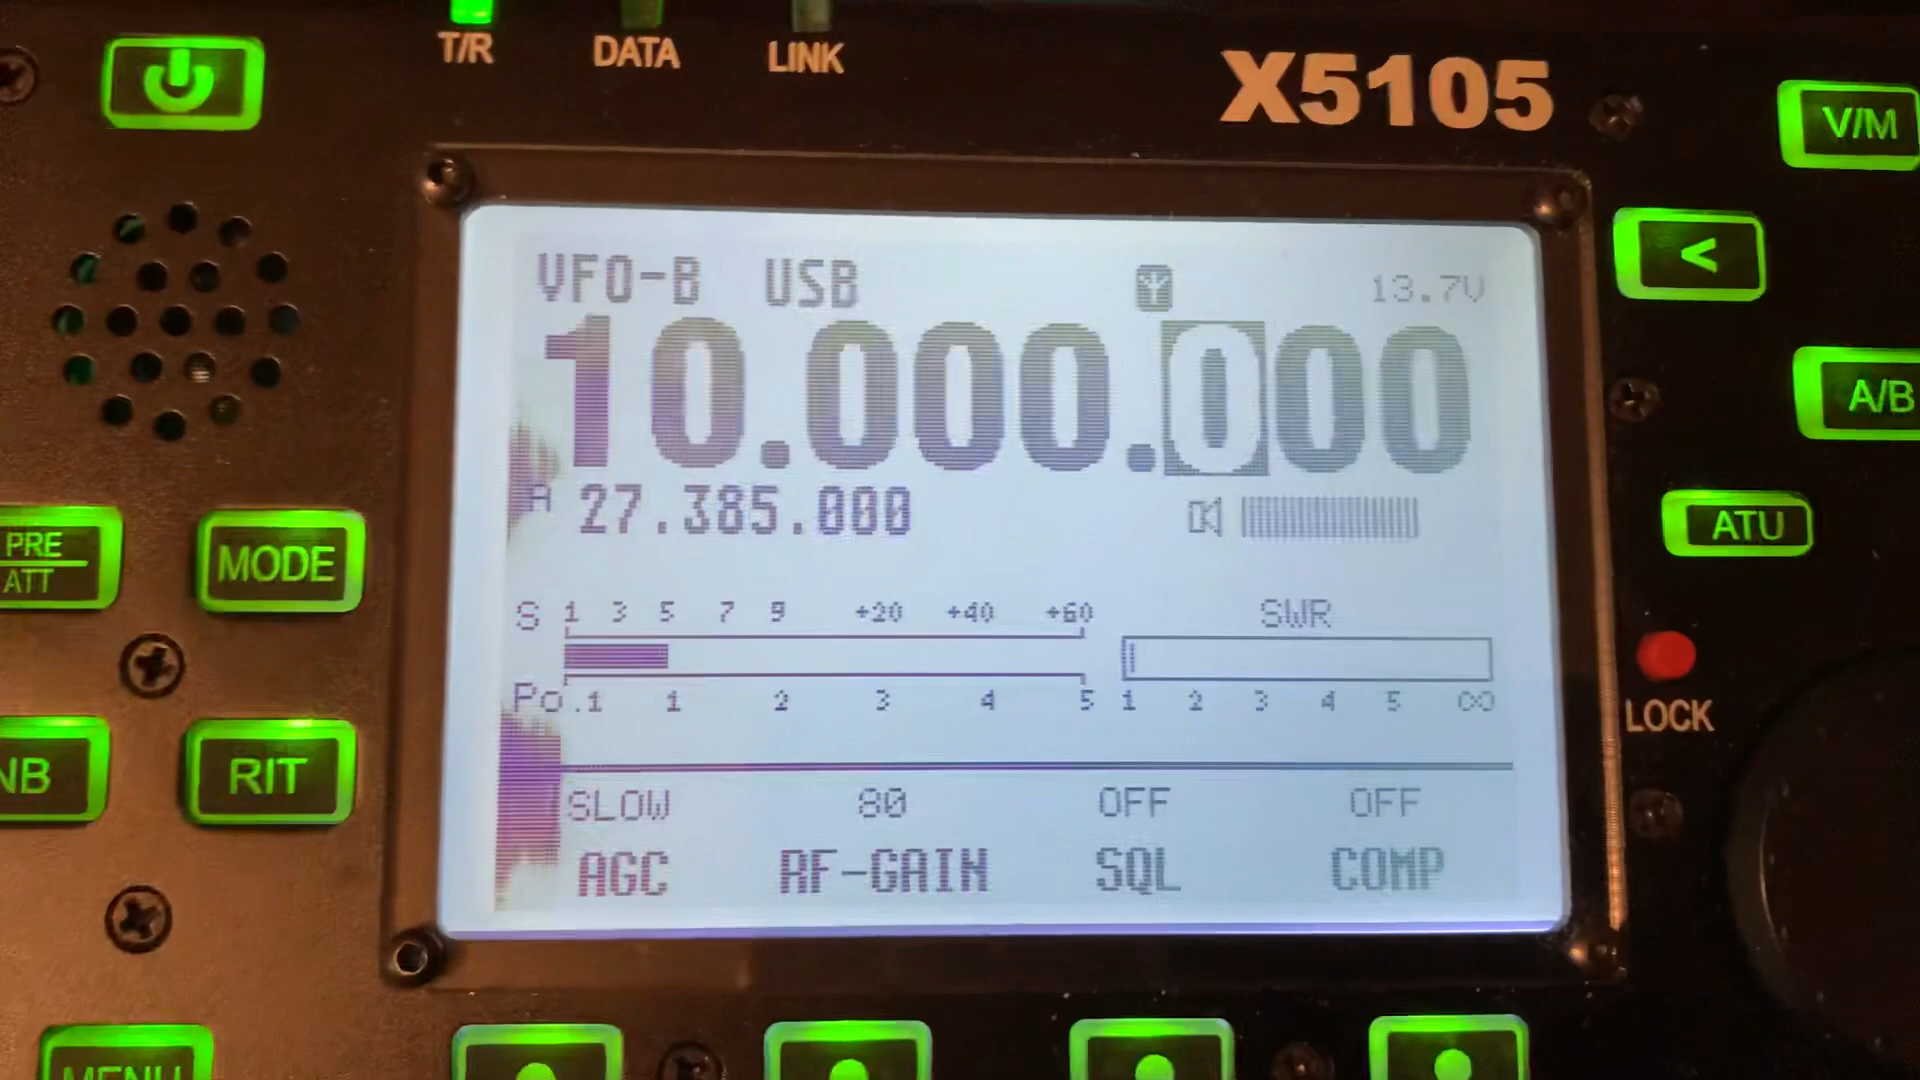 T/R DATA LINK
X5105
V/M
<
VFO-B USB 13.7V
10.000.000
A 27.385.000
A/B
PRE
ATT
MODE
ATU
S 1 3 5 7 9 +20 +40 +60 SWR
Po .1 1 2 3 4 5 1 2 3 4 5 ∞
LOCK
NB RIT
SLOW 80 OFF OFF
AGC RF-GAIN SQL COMP
MENU